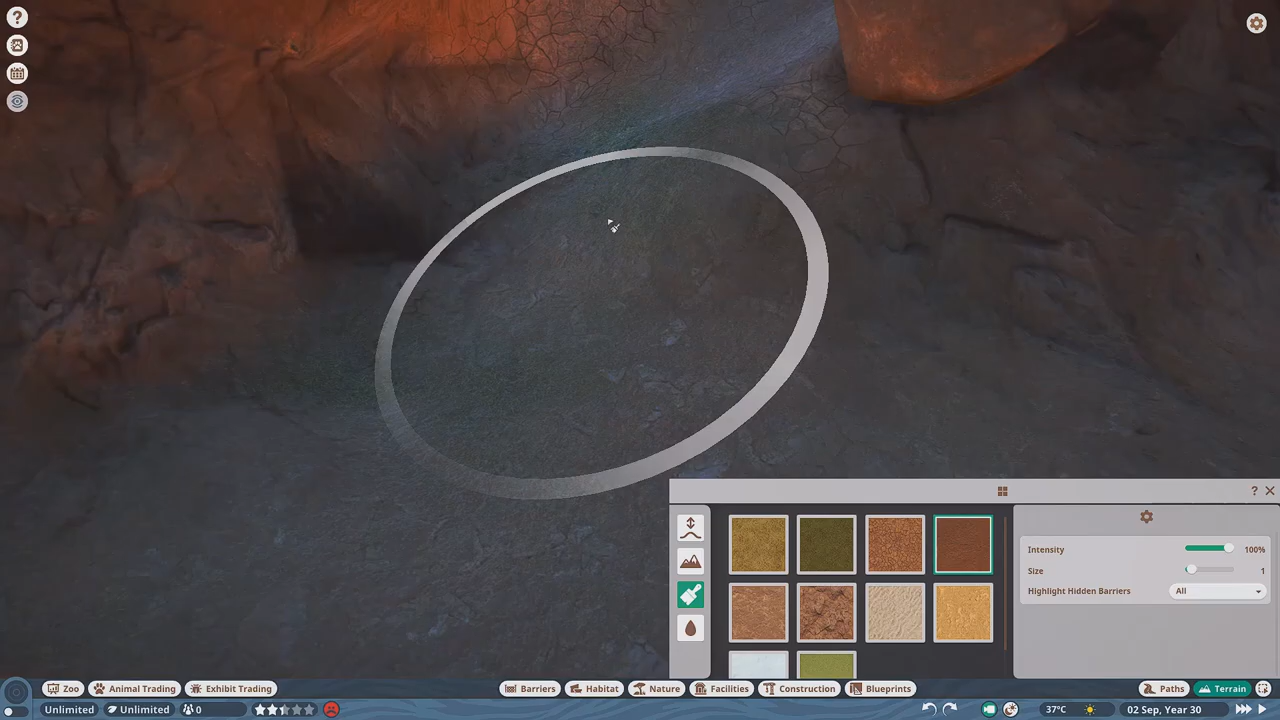 ?
? ✕
Intensity 100%
Size 1
Highlight Hidden Barriers All
Zoo Animal Trading Exhibit Trading Barriers Habitat Nature Facilities Construction Blueprints Paths Terrain
Unlimited Unlimited 0 37°C 02 Sep, Year 30